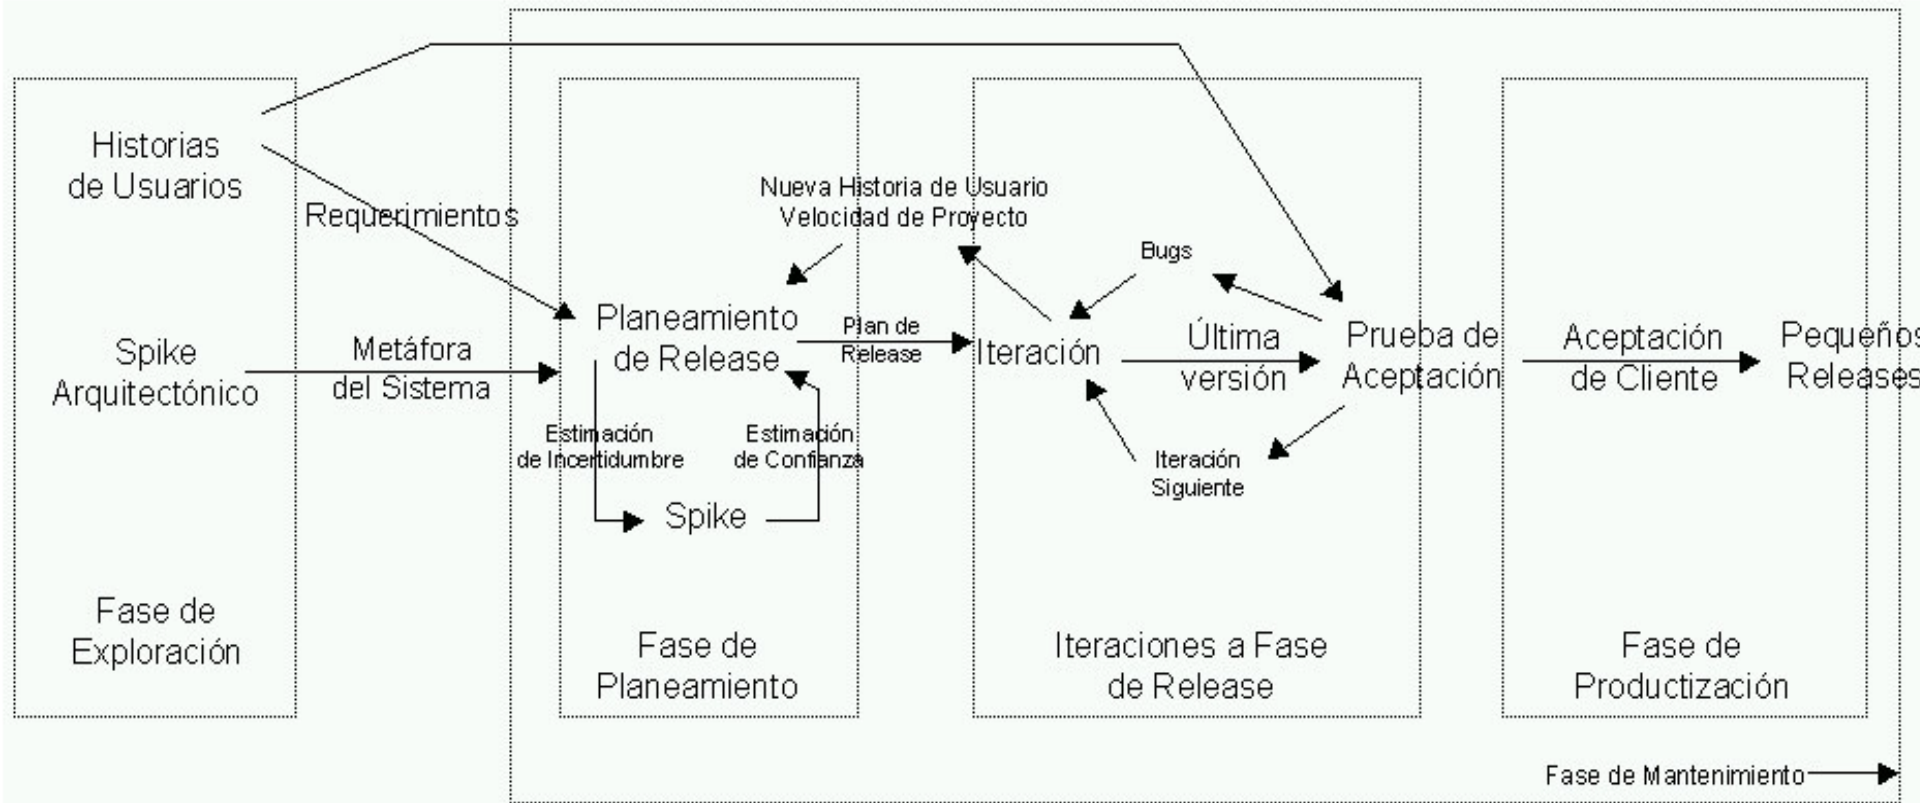 Historias
de Usuarios
Requerimientos
Nueva Historia de Usuario
Velocidad de Proyecto
Bugs
Spike
Arquitectónico
Metáfora
del Sistema
Planeamiento
de Release
Plan de
Release
Iteración
Última
versión
Prueba de
Aceptación
Aceptación
de Cliente
Pequeños
Releases
Estimación
de Incertidumbre
Estimación
de Confianza
Spike
Iteración
Siguiente
Fase de
Exploración
Fase de
Planeamiento
Iteraciones a Fase
de Release
Fase de
Productización
Fase de Mantenimiento